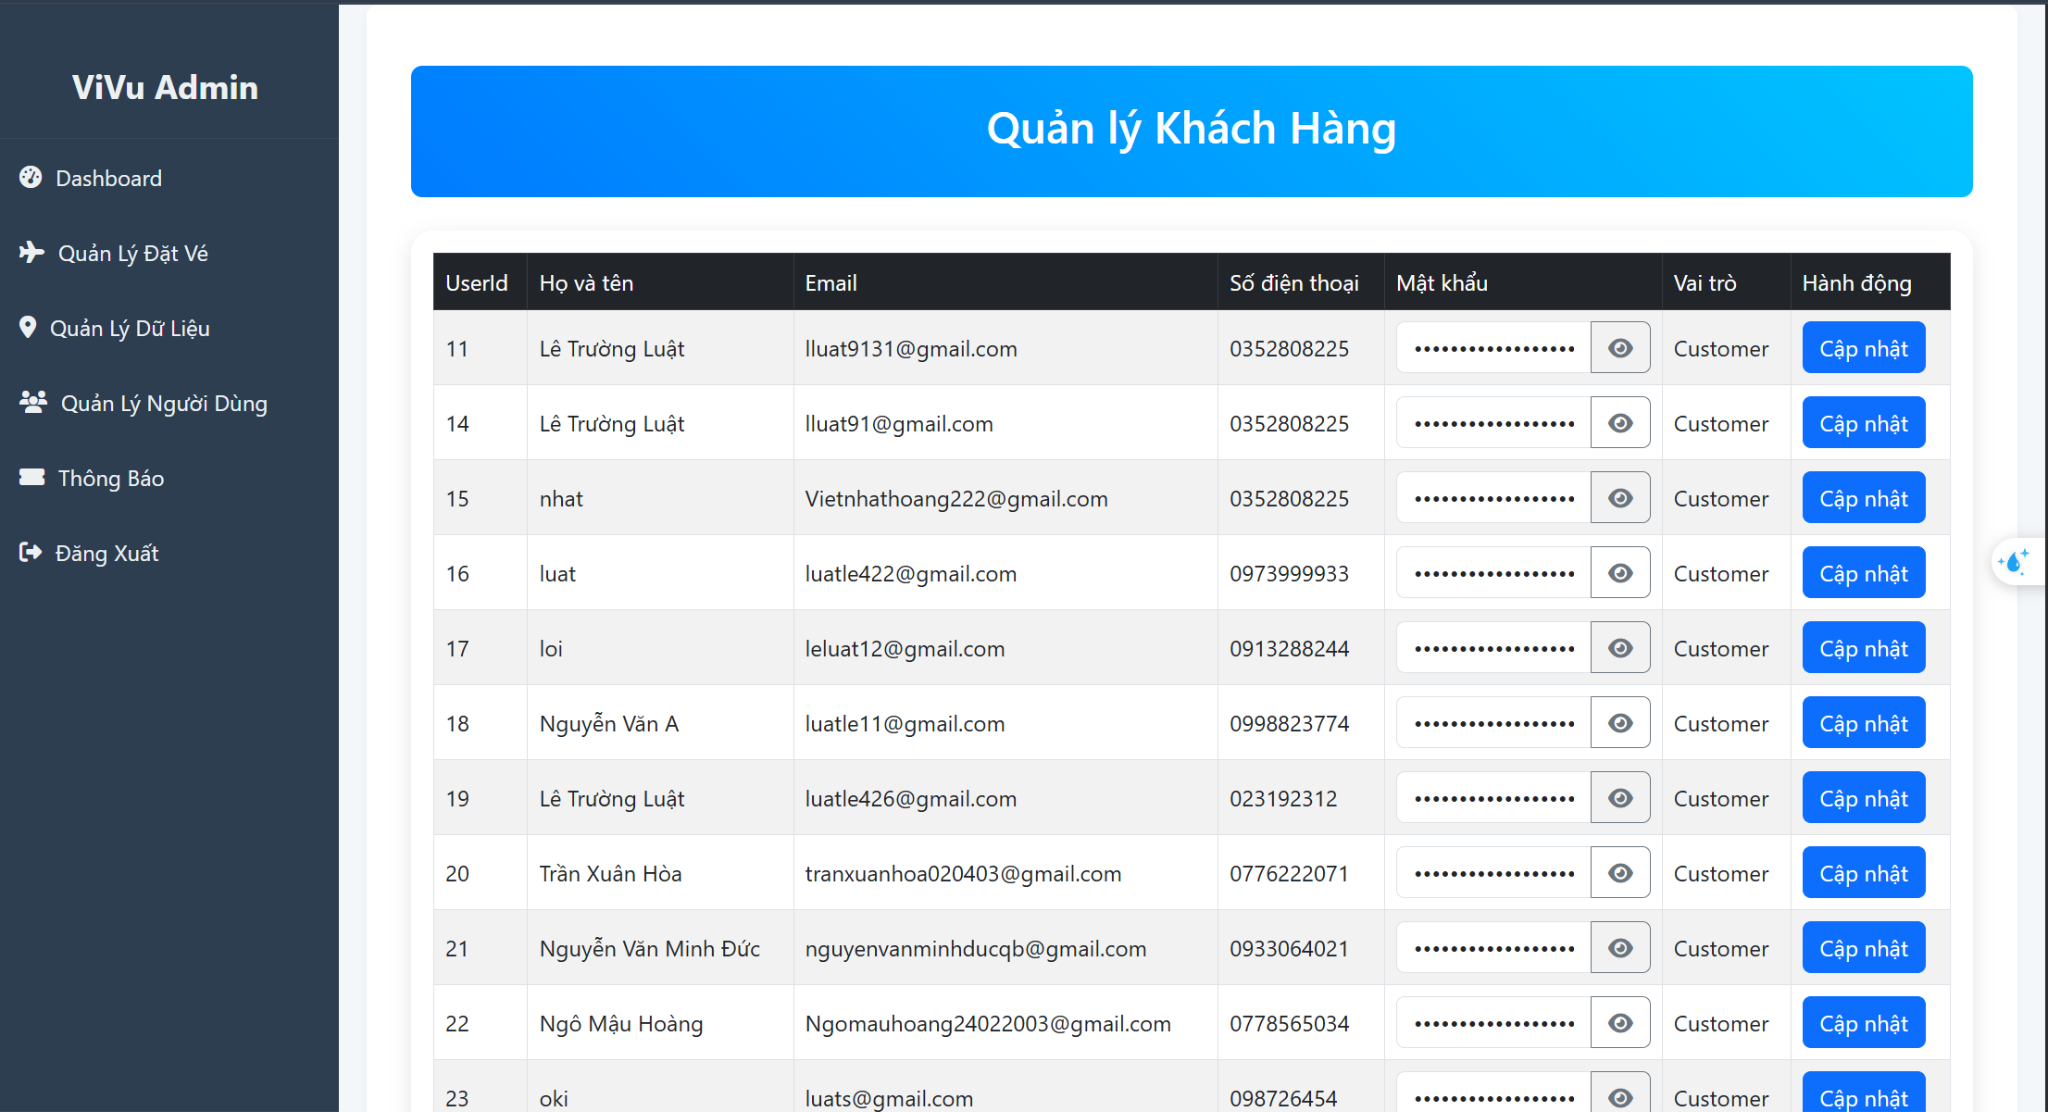 ViVu Admin
Dashboard
Quản Lý Đặt Vé
Quản Lý Dữ Liệu
Quản Lý Người Dùng
Thông Báo
Đăng Xuất
Quản lý Khách Hàng
UserId Họ và tên Email Số điện thoại Mật khẩu Vai trò Hành động
11 Lê Trường Luật lluat9131@gmail.com 0352808225 •••••••••••••••••• Customer Cập nhật
14 Lê Trường Luật lluat91@gmail.com 0352808225 •••••••••••••••••• Customer Cập nhật
15 nhat Vietnhathoang222@gmail.com 0352808225 •••••••••••••••••• Customer Cập nhật
16 luat luatle422@gmail.com 0973999933 •••••••••••••••••• Customer Cập nhật
17 loi leluat12@gmail.com 0913288244 •••••••••••••••••• Customer Cập nhật
18 Nguyễn Văn A luatle11@gmail.com 0998823774 •••••••••••••••••• Customer Cập nhật
19 Lê Trường Luật luatle426@gmail.com 023192312 •••••••••••••••••• Customer Cập nhật
20 Trần Xuân Hòa tranxuanhoa020403@gmail.com 0776222071 •••••••••••••••••• Customer Cập nhật
21 Nguyễn Văn Minh Đức nguyenvanminhducqb@gmail.com 0933064021 •••••••••••••••••• Customer Cập nhật
22 Ngô Mậu Hoàng Ngomauhoang24022003@gmail.com 0778565034 •••••••••••••••••• Customer Cập nhật
23 oki luats@gmail.com 098726454 •••••••••••••••••• Customer Cập nhật